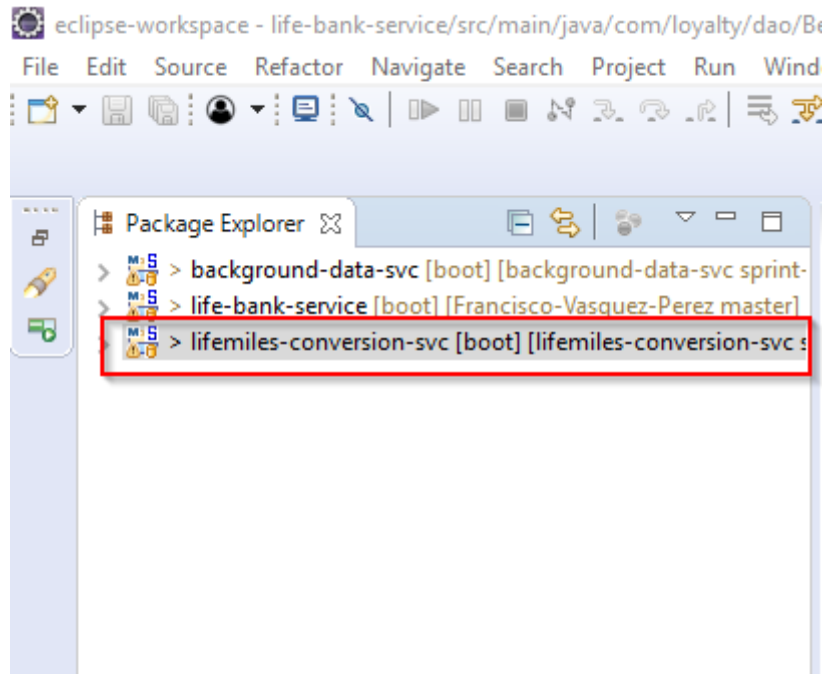 eclipse-workspace - life-bank-service/src/main/java/com/loyalty/dao/Be
File Edit Source Refactor Navigate Search Project Run Wind
Package Explorer
> background-data-svc [boot] [background-data-svc sprint-
> life-bank-service [boot] [Francisco-Vasquez-Perez master]
> lifemiles-conversion-svc [boot] [lifemiles-conversion-svc s